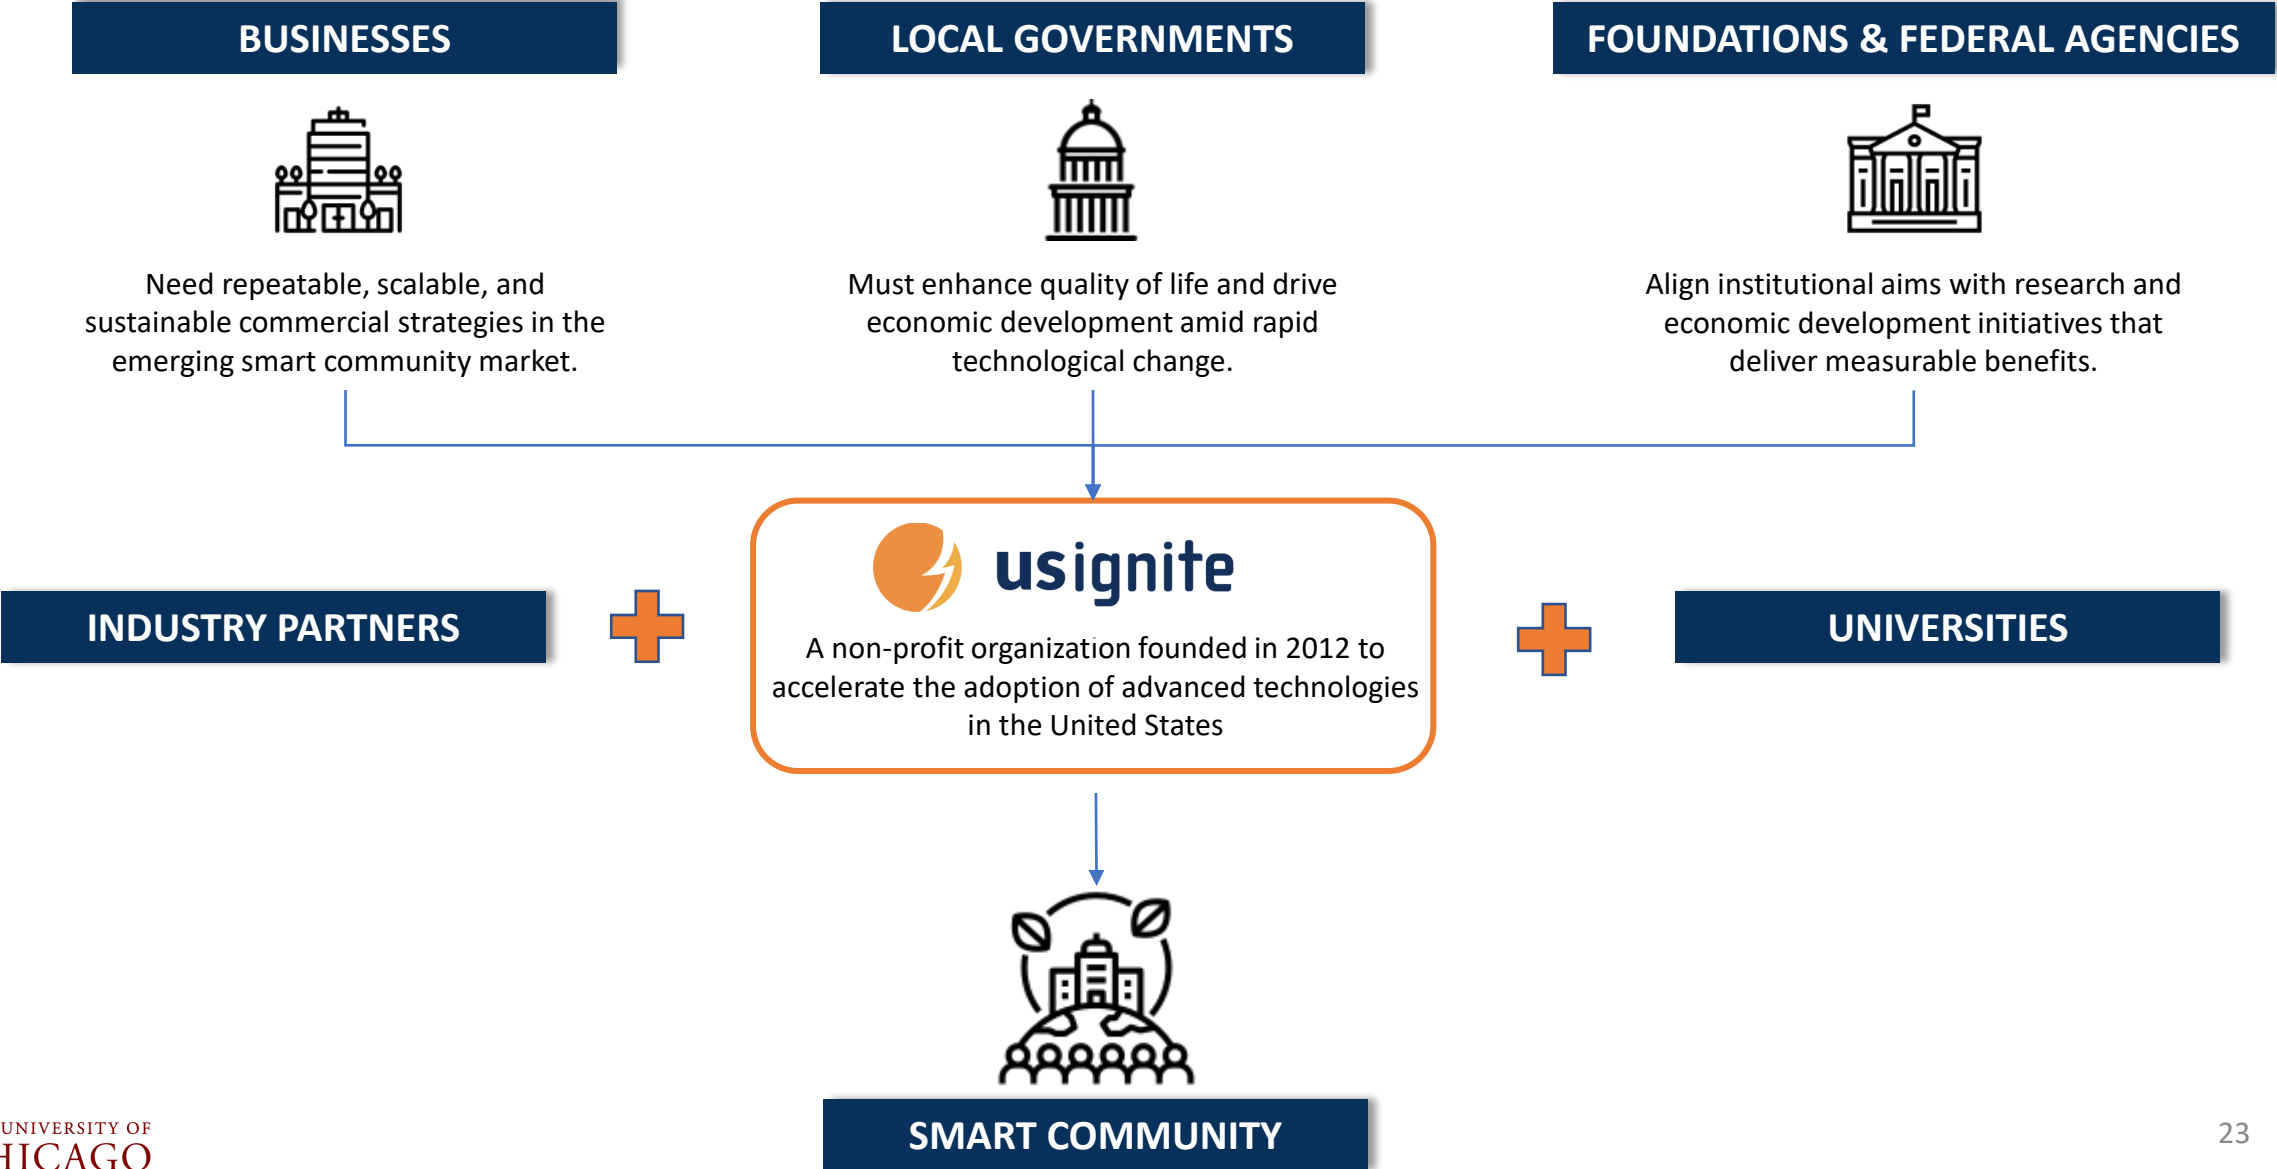 BUSINESSES
LOCAL GOVERNMENTS
FOUNDATIONS & FEDERAL AGENCIES
Need repeatable, scalable, and
sustainable commercial strategies in the
emerging smart community market.
Must enhance quality of life and drive
economic development amid rapid
technological change.
Align institutional aims with research and
economic development initiatives that
deliver measurable benefits.
usignite
INDUSTRY PARTNERS
A non-profit organization founded in 2012 to
accelerate the adoption of advanced technologies
in the United States
UNIVERSITIES
SMART COMMUNITY
UNIVERSITY OF
HICAGO
23